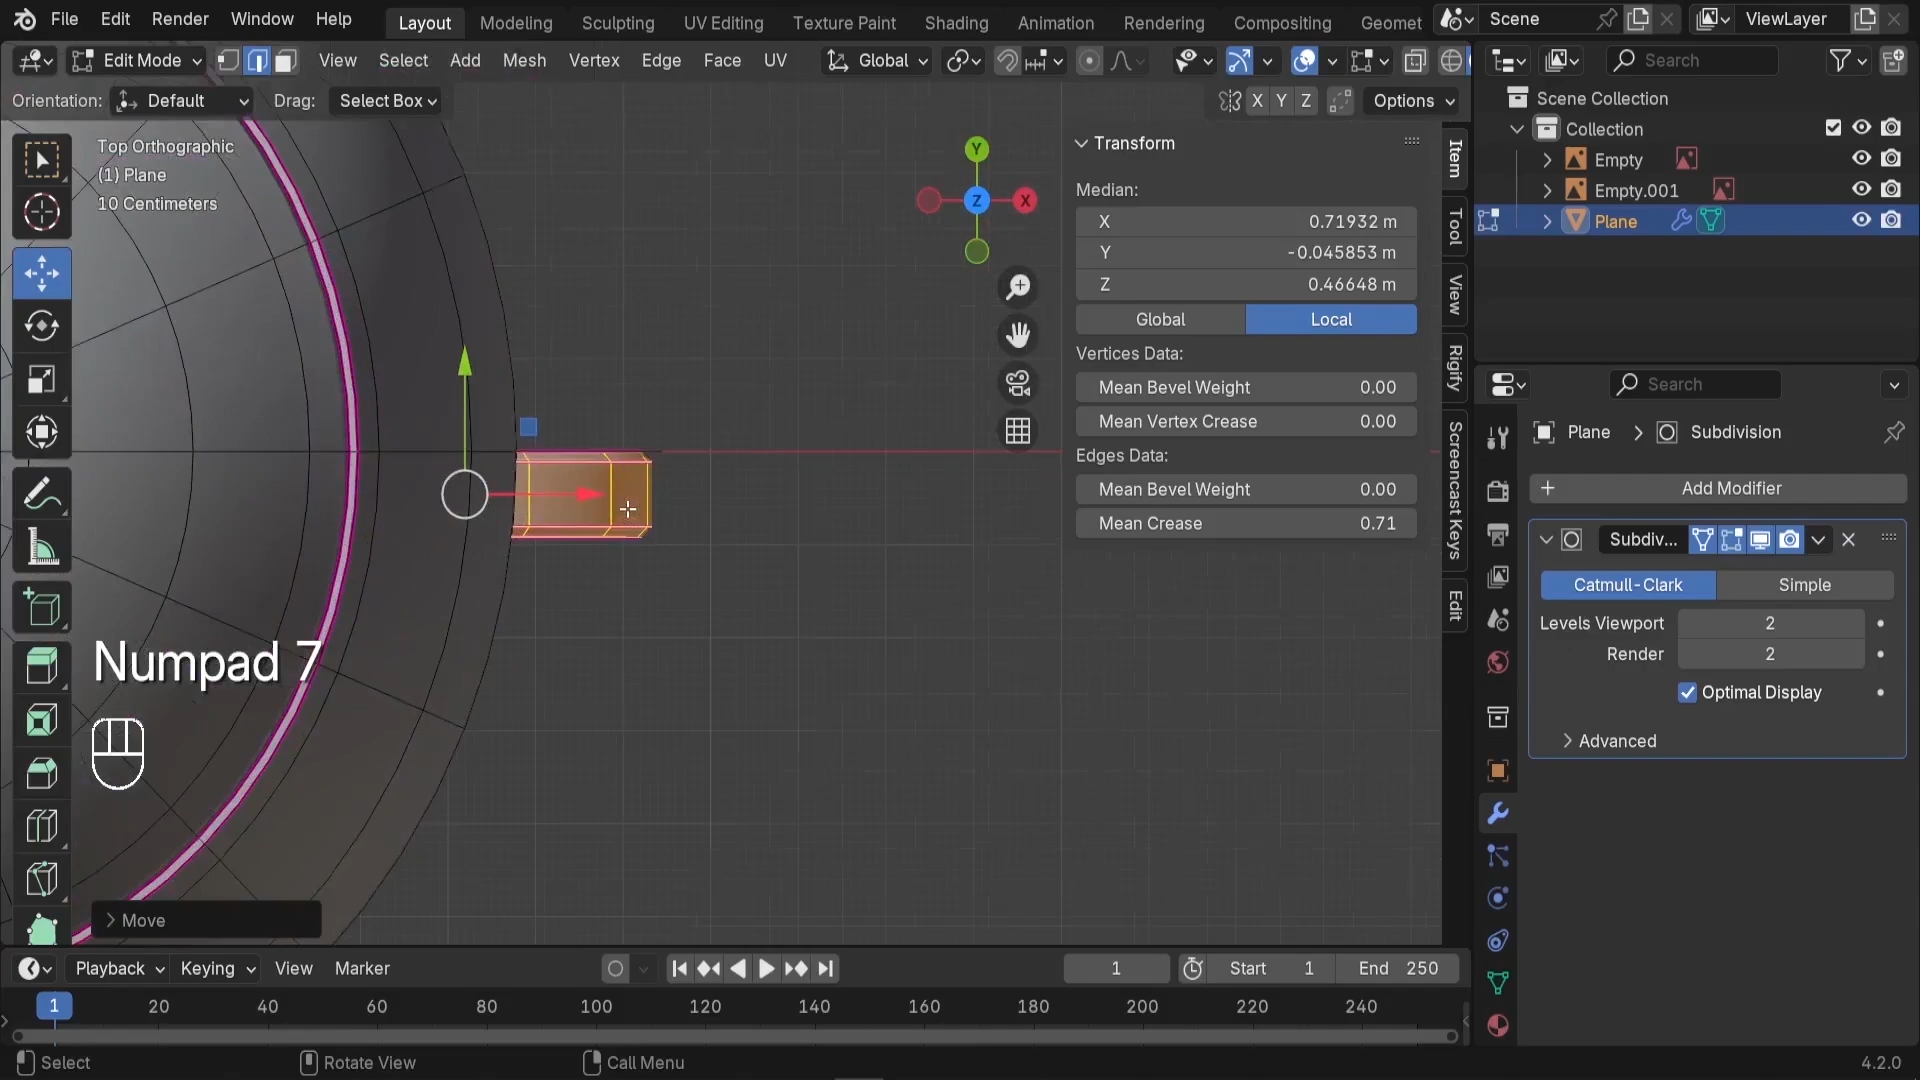 File Edit Render Window Help
Layout Modeling Sculpting UV Editing Texture Paint Shading Animation Rendering Compositing Geomet
Scene
ViewLayer
Edit Mode View Select Add Mesh Vertex Edge Face UV
Global
Search
Orientation: Default Drag: Select Box
X Y Z Options
Scene Collection
Collection
Empty
Empty.001
Plane
Top Orthographic
(1) Plane
10 Centimeters
Y
Z
X
Transform
Median:
X 0.71932 m
Y -0.045853 m
Z 0.46648 m
Global Local
Vertices Data:
Mean Bevel Weight 0.00
Mean Vertex Crease 0.00
Edges Data:
Mean Bevel Weight 0.00
Mean Crease 0.71
Item
Tool
View
Rigify
Screencast Keys
Edit
Search
Plane Subdivision
Add Modifier
Subdiv...
Catmull-Clark Simple
Levels Viewport 2
Render 2
Optimal Display
Advanced
Numpad 7
Move
Playback Keying View Marker
1
Start 1
End 250
1 20 40 60 80 100 120 140 160 180 200 220 240
Select
Rotate View
Call Menu
4.2.0